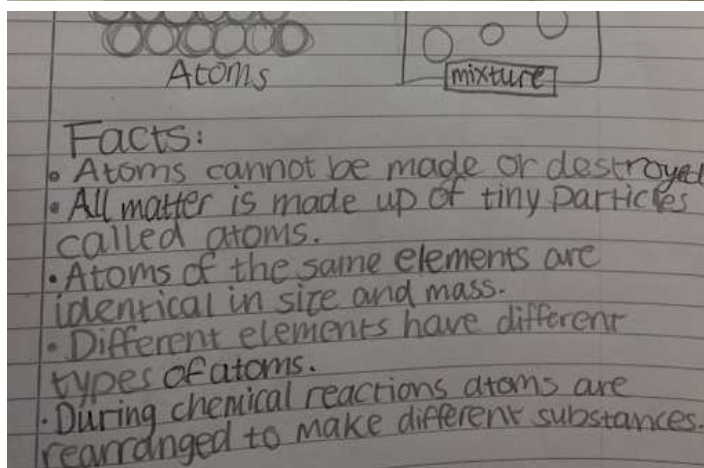 Atoms
mixture
Facts:
• Atoms cannot be made or destroyed
• All matter is made up of tiny particles
called atoms.
• Atoms of the same elements are
identical in size and mass.
• Different elements have different
types of atoms.
• During chemical reactions atoms are
rearranged to make different substances.